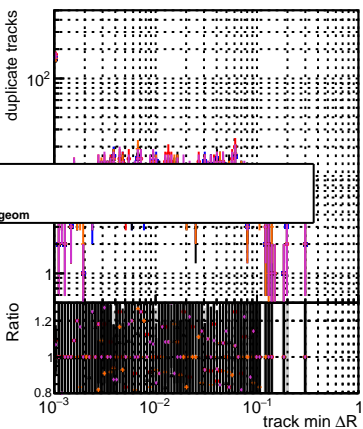 duplicate tracks
10²
geom
1
Ratio
1.2
1
0.8
10⁻³ 10⁻² 10⁻¹ 1
track min ΔR